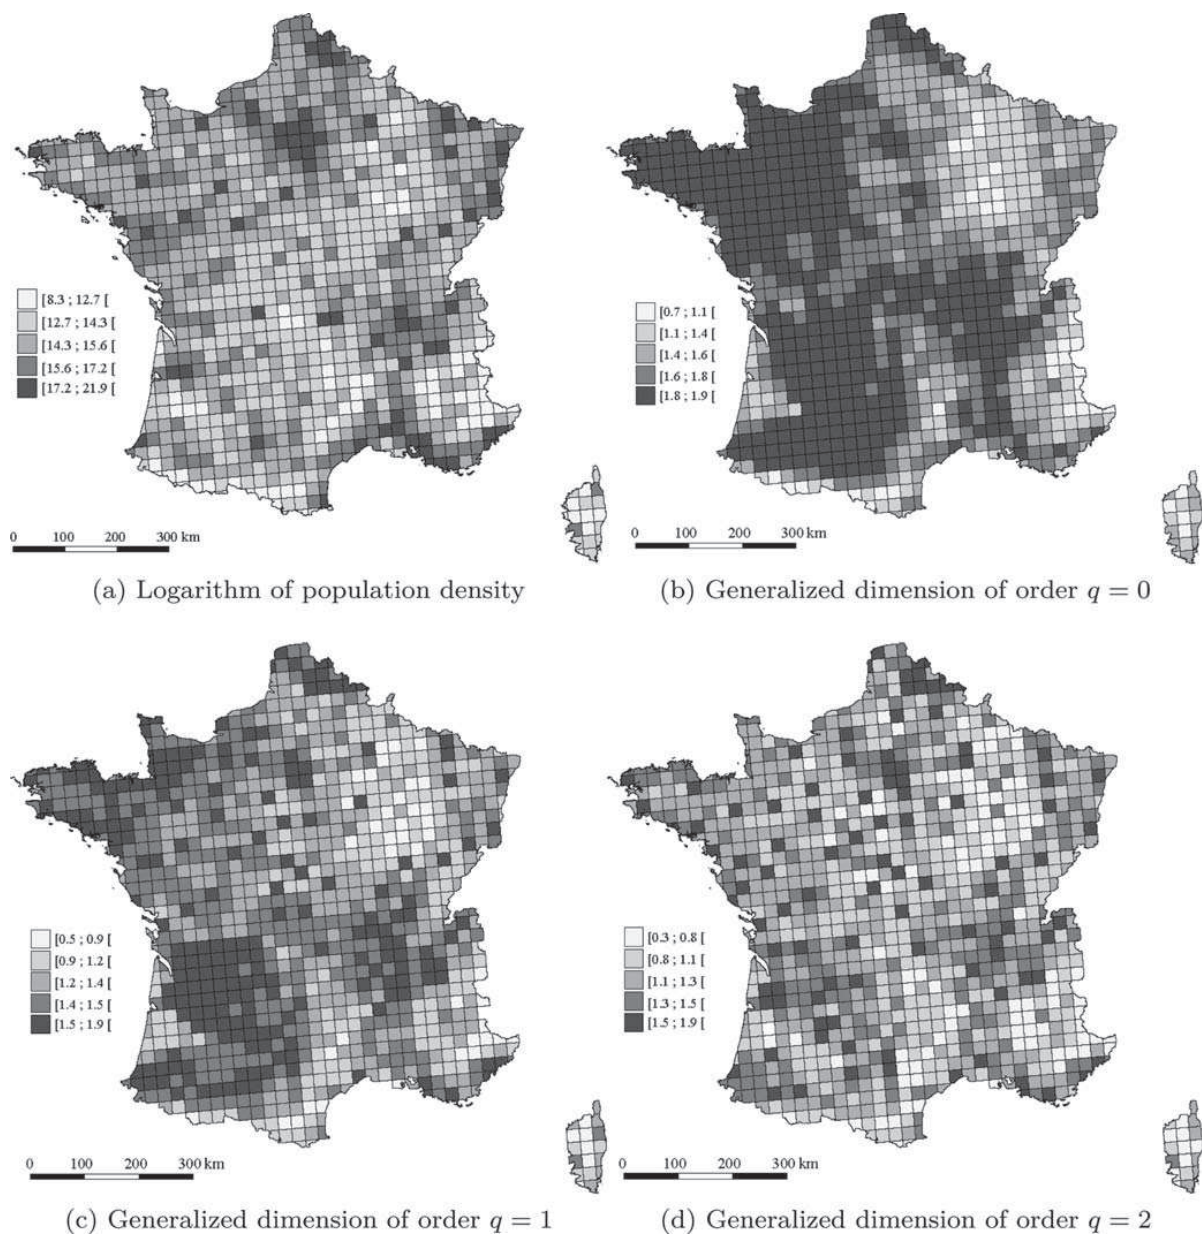 [8.3 ; 12.7 [
[12.7 ; 14.3 [
[14.3 ; 15.6 [
[15.6 ; 17.2 [
[17.2 ; 21.9 [
0 100 200 300 km
(a) Logarithm of population density
[0.7 ; 1.1 [
[1.1 ; 1.4 [
[1.4 ; 1.6 [
[1.6 ; 1.8 [
[1.8 ; 1.9 [
0 100 200 300 km
(b) Generalized dimension of order q = 0
[0.5 ; 0.9 [
[0.9 ; 1.2 [
[1.2 ; 1.4 [
[1.4 ; 1.5 [
[1.5 ; 1.9 [
0 100 200 300 km
(c) Generalized dimension of order q = 1
[0.3 ; 0.8 [
[0.8 ; 1.1 [
[1.1 ; 1.3 [
[1.3 ; 1.5 [
[1.5 ; 1.9 [
0 100 200 300 km
(d) Generalized dimension of order q = 2